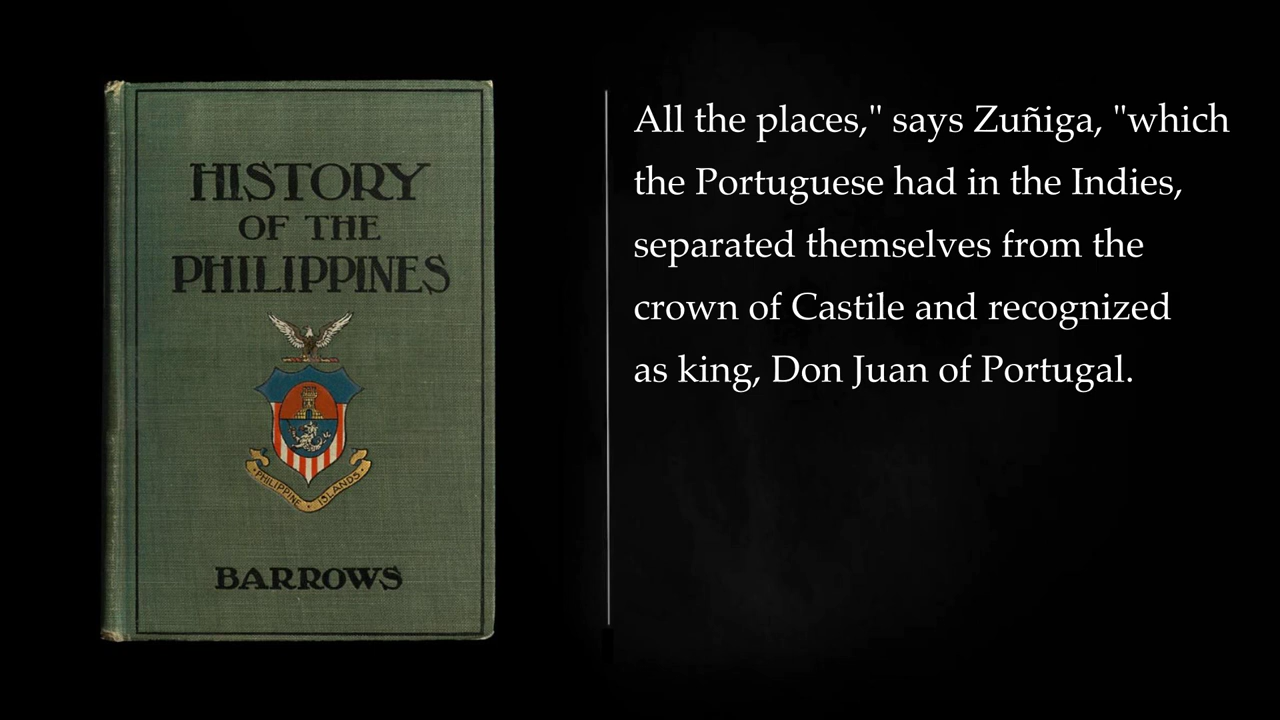 HISTORY
OF THE
PHILIPPINES
PHILIPPINE ISLANDS
BARROWS
All the places," says Zuñiga, "which
the Portuguese had in the Indies,
separated themselves from the
crown of Castile and recognized
as king, Don Juan of Portugal.